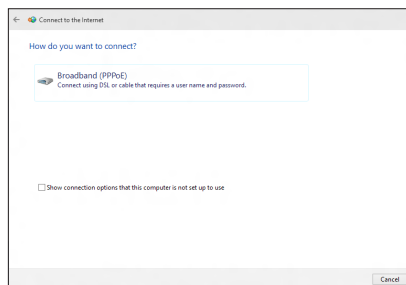 Connect to the Internet
How do you want to connect?
Broadband (PPPoE)
Connect using DSL or cable that requires a user name and password.
Show connection options that this computer is not set up to use
Cancel